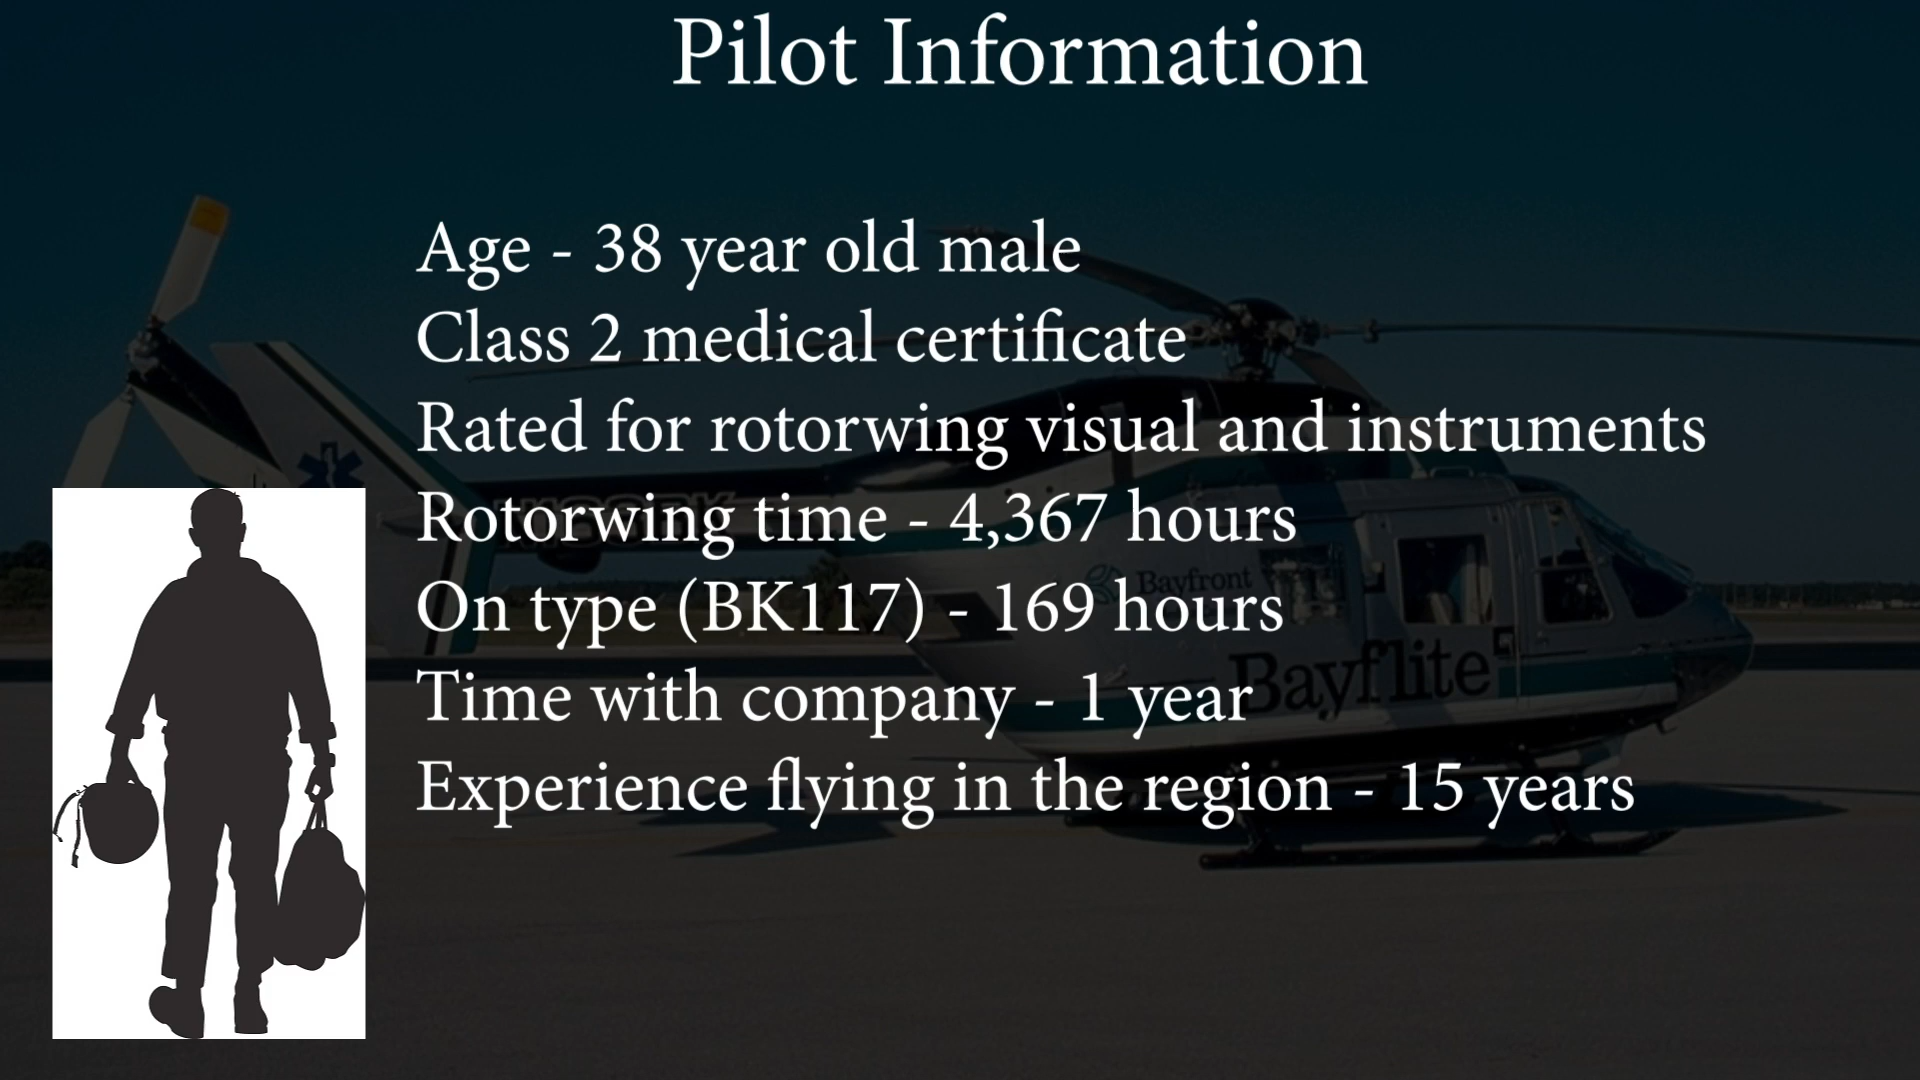 Pilot Information
Age - 38 year old male
Class 2 medical certificate
Rated for rotorwing visual and instruments
Rotorwing time - 4,367 hours
On type (BK117) - 169 hours
Time with company - 1 year
Experience flying in the region - 15 years
Bayfront
Bayflite